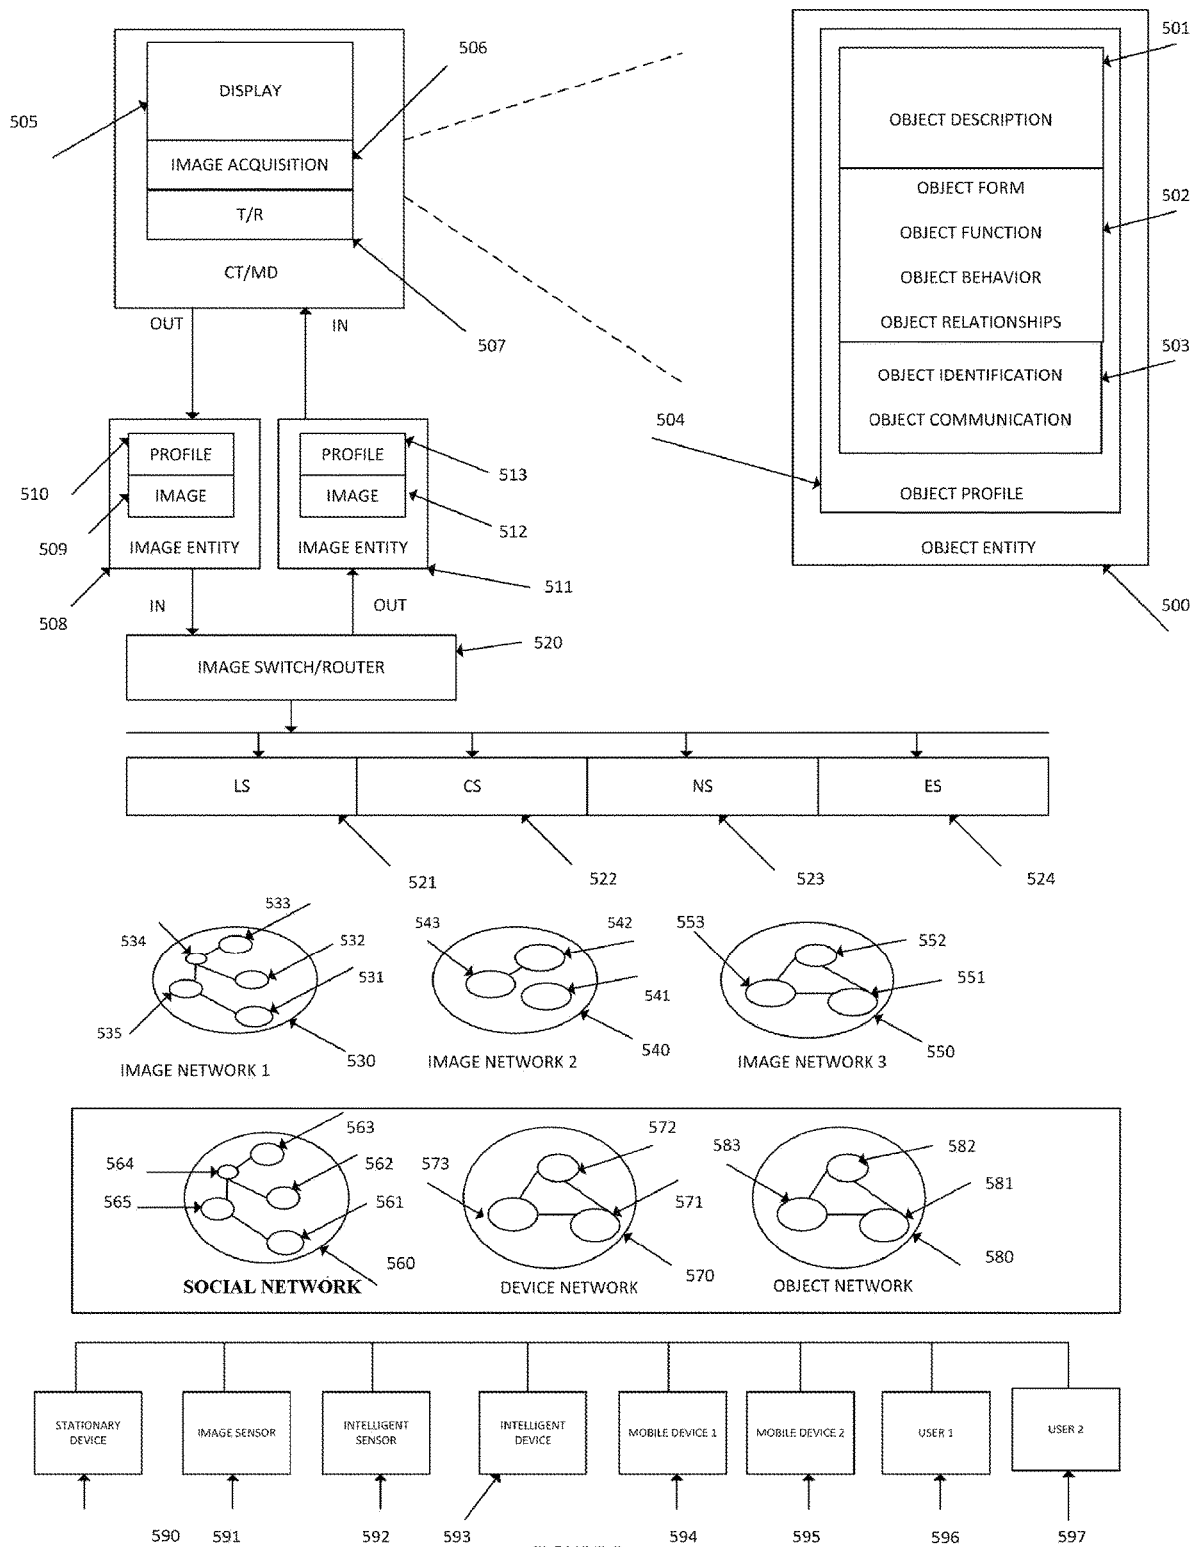 501
506
DISPLAY
505
OBJECT DESCRIPTION
IMAGE ACQUISITION
OBJECT FORM
502
T/R
OBJECT FUNCTION
CT/MD
OBJECT BEHAVIOR
OUT
IN
OBJECT RELATIONSHIPS
507
503
OBJECT IDENTIFICATION
504
OBJECT COMMUNICATION
PROFILE
PROFILE
513
510
IMAGE
IMAGE
OBJECT PROFILE
512
509
IMAGE ENTITY
IMAGE ENTITY
OBJECT ENTITY
511
IN
OUT
500
508
520
IMAGE SWITCH/ROUTER
LS
CS
NS
ES
521
522
523
524
533
534
532
531
535
530
IMAGE NETWORK 1
543
542
541
540
IMAGE NETWORK 2
553
552
551
550
IMAGE NETWORK 3
563
564
562
565
561
560
SOCIAL NETWORK
572
573
571
570
DEVICE NETWORK
583
582
581
580
OBJECT NETWORK
STATIONARY
DEVICE
IMAGE SENSOR
INTELLIGENT
SENSOR
INTELLIGENT
DEVICE
MOBILE DEVICE 1
MOBILE DEVICE 2
USER 1
USER 2
590
591
592
593
594
595
596
597